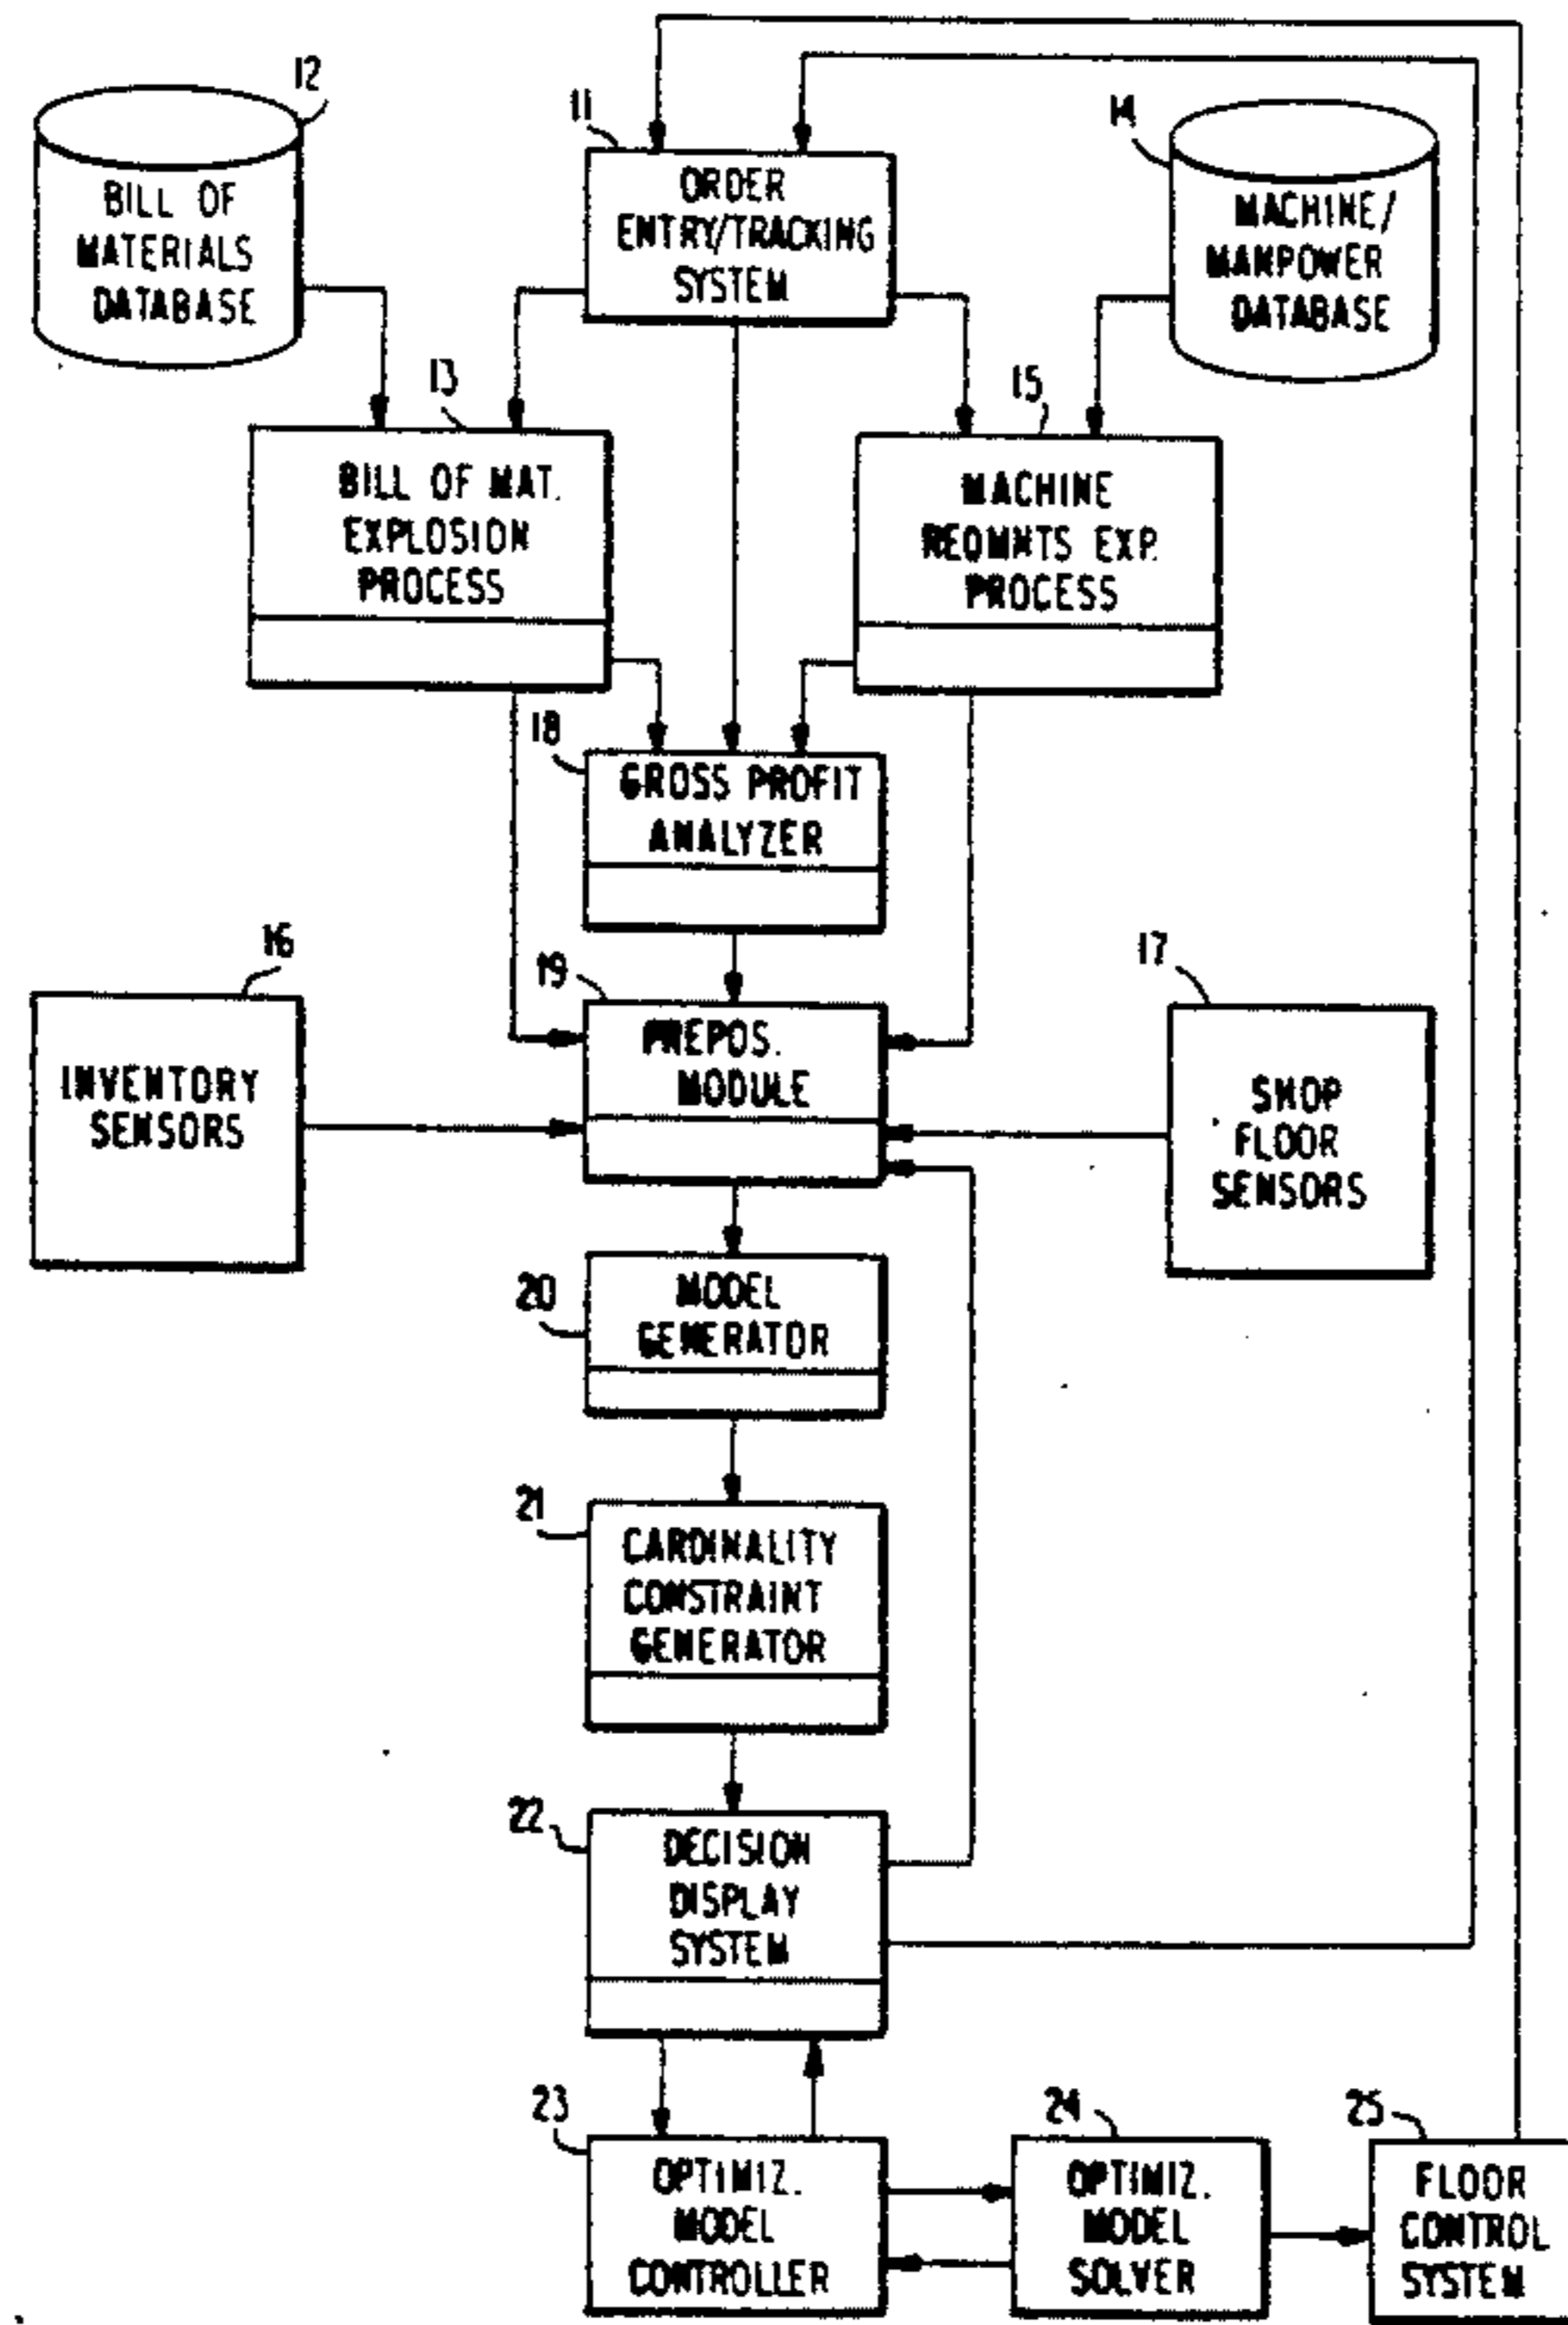 12
BILL OF
MATERIALS
DATABASE
11
ORDER
ENTRY/TRACKING
SYSTEM
14
MACHINE/
MANPOWER
DATABASE
13
BILL OF MAT.
EXPLOSION
PROCESS
15
MACHINE
REQMNTS EXP.
PROCESS
18
GROSS PROFIT
ANALYZER
16
INVENTORY
SENSORS
19
PREPOS.
MODULE
17
SHOP
FLOOR
SENSORS
20
MODEL
GENERATOR
21
CARDINALITY
CONSTRAINT
GENERATOR
22
DECISION
DISPLAY
SYSTEM
23
OPTIMIZ.
MODEL
CONTROLLER
24
OPTIMIZ.
MODEL
SOLVER
25
FLOOR
CONTROL
SYSTEM